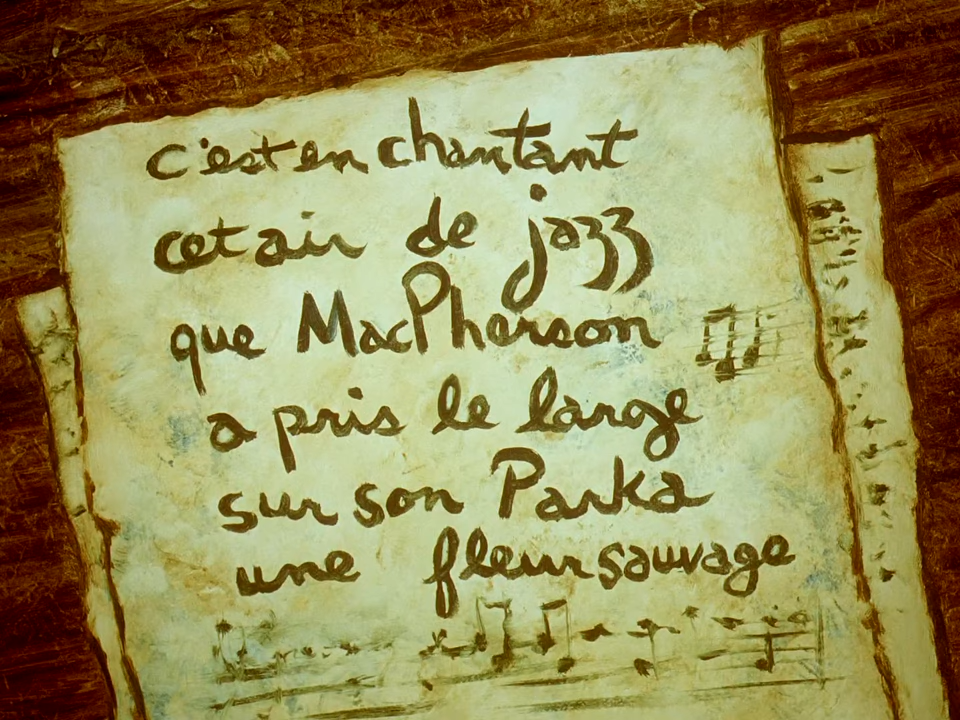 c'est en chantant
cet air de jazz
que MacPherson
a pris le large
sur son Parka
une fleur sauvage